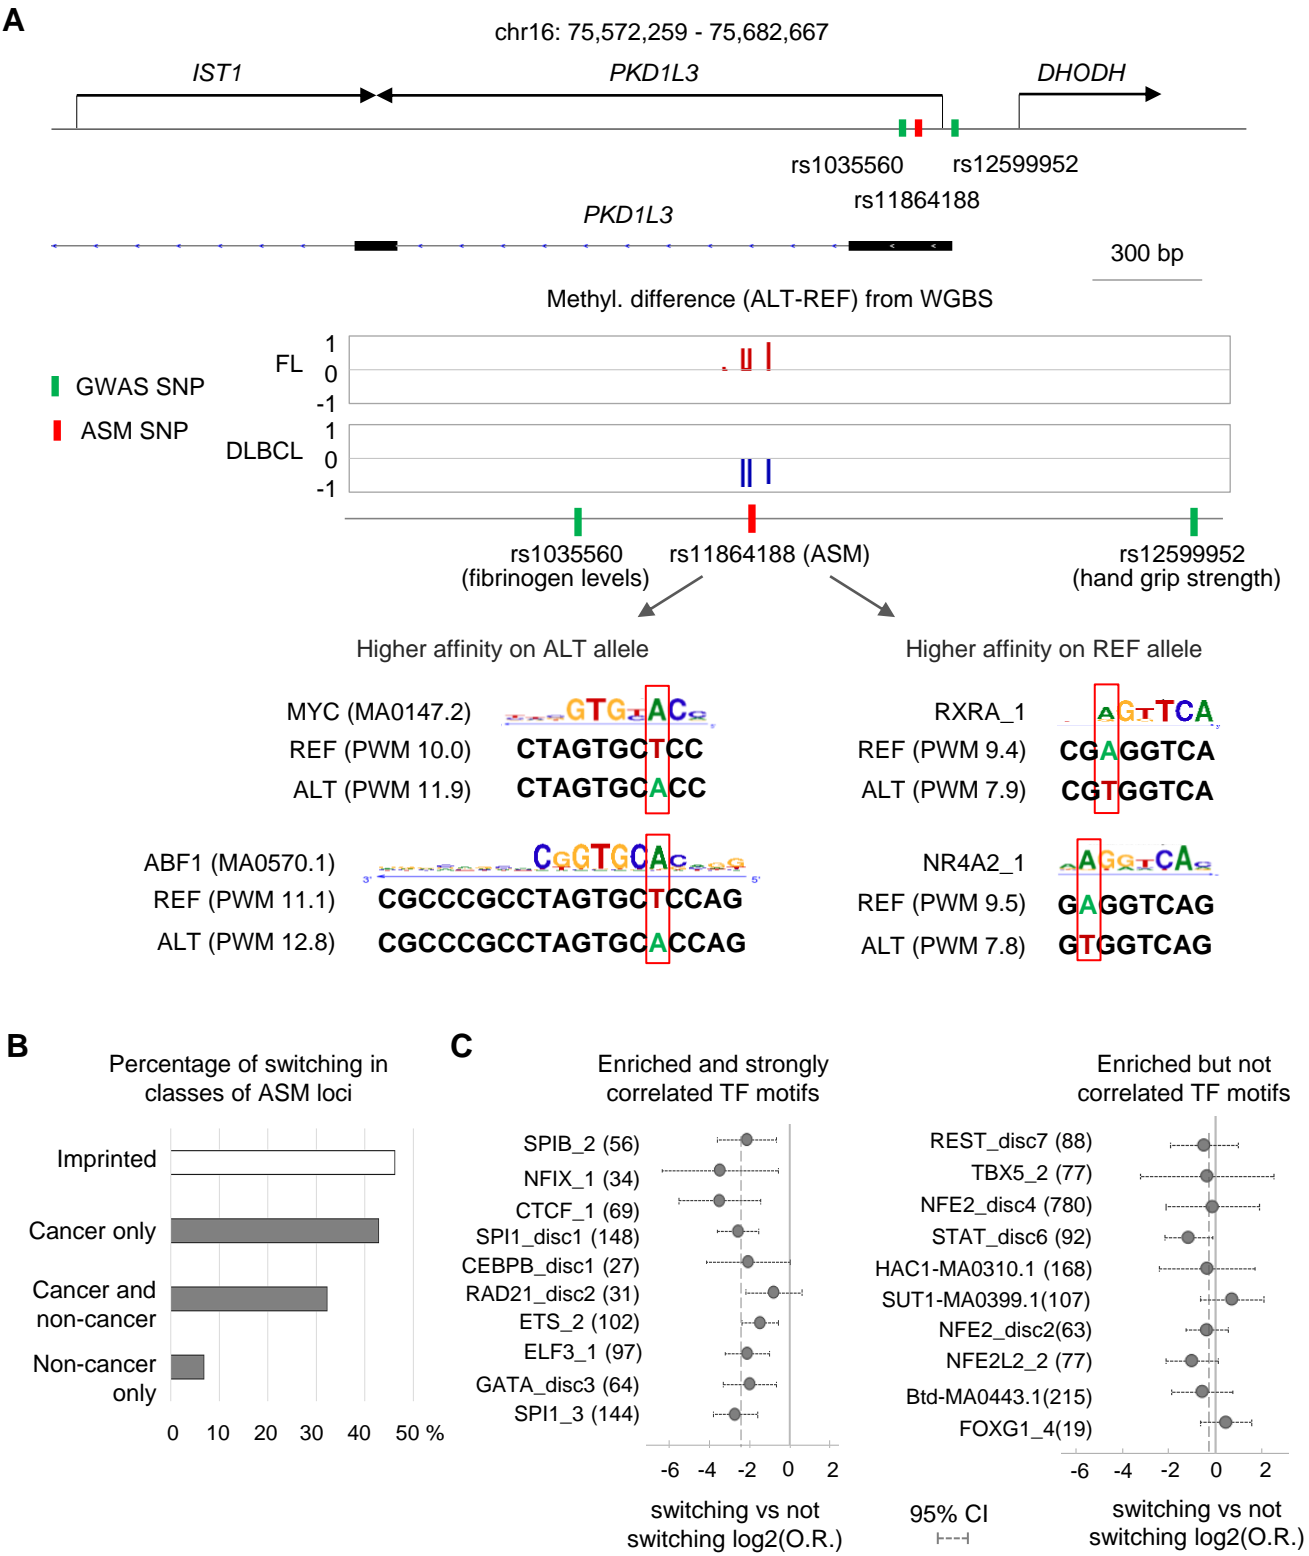 A
chr16: 75,572,259 - 75,682,667
IST1
PKD1L3
DHODH
rs1035560
rs12599952
rs11864188
PKD1L3
300 bp
Methyl. difference (ALT-REF) from WGBS
GWAS SNP
ASM SNP
FL
1
0
-1
DLBCL
1
0
-1
rs1035560
(fibrinogen levels)
rs11864188 (ASM)
rs12599952
(hand grip strength)
Higher affinity on ALT allele
Higher affinity on REF allele
MYC (MA0147.2)
GTG ACc
REF (PWM 10.0)
CTAGTGCTCC
ALT (PWM 11.9)
CTAGTGCACC
RXRA_1
AGTTCA
REF (PWM 9.4)
CGAGGTCA
ALT (PWM 7.9)
CGTGGTCA
ABF1 (MA0570.1)
CGGTGCAC
3'
5'
REF (PWM 11.1)
CGCCCGCCTAGTGCTCCAG
ALT (PWM 12.8)
CGCCCGCCTAGTGCACCAG
NR4A2_1
AAGGTCAc
REF (PWM 9.5)
GAGGTCAG
ALT (PWM 7.8)
GTGGTCAG
B
Percentage of switching in
classes of ASM loci
Imprinted
Cancer only
Cancer and
non-cancer
Non-cancer
only
0 10 20 30 40 50 %
C
Enriched and strongly
correlated TF motifs
SPIB_2 (56)
NFIX_1 (34)
CTCF_1 (69)
SPI1_disc1 (148)
CEBPB_disc1 (27)
RAD21_disc2 (31)
ETS_2 (102)
ELF3_1 (97)
GATA_disc3 (64)
SPI1_3 (144)
-6 -4 -2 0 2
switching vs not
switching log2(O.R.)
95% CI
Enriched but not
correlated TF motifs
REST_disc7 (88)
TBX5_2 (77)
NFE2_disc4 (780)
STAT_disc6 (92)
HAC1-MA0310.1 (168)
SUT1-MA0399.1(107)
NFE2_disc2(63)
NFE2L2_2 (77)
Btd-MA0443.1(215)
FOXG1_4(19)
-6 -4 -2 0 2
switching vs not
switching log2(O.R.)